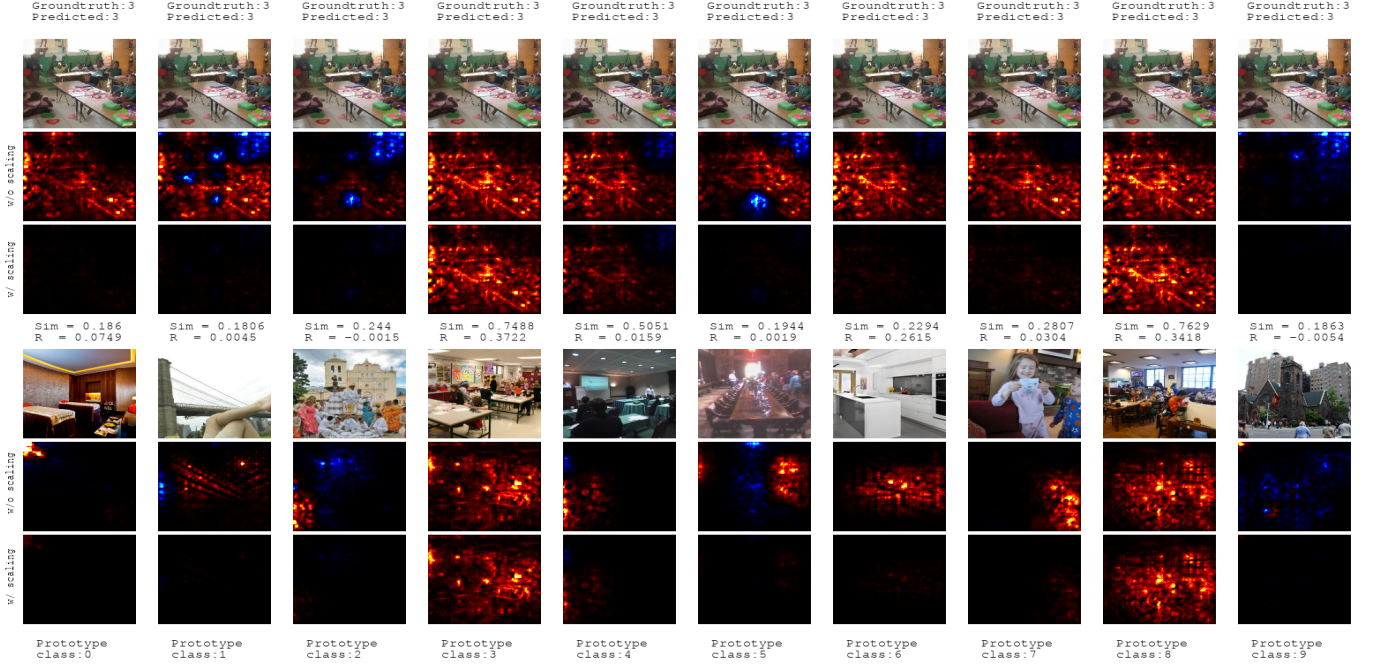 Groundtruth:3 Groundtruth:3 Groundtruth:3 Groundtruth:3 Groundtruth:3 Groundtruth:3 Groundtruth:3 Groundtruth:3 Groundtruth:3 Groundtruth:3
Predicted:3 Predicted:3 Predicted:3 Predicted:3 Predicted:3 Predicted:3 Predicted:3 Predicted:3 Predicted:3 Predicted:3
w/o scaling
w/ scaling
Sim = 0.186 Sim = 0.1806 Sim = 0.244 Sim = 0.7488 Sim = 0.5051 Sim = 0.1944 Sim = 0.2294 Sim = 0.2807 Sim = 0.7629 Sim = 0.1863
R = 0.0749 R = 0.0045 R = −0.0015 R = 0.3722 R = 0.0159 R = 0.0019 R = 0.2615 R = 0.0304 R = 0.3418 R = −0.0054
w/o scaling
w/ scaling
Prototype Prototype Prototype Prototype Prototype Prototype Prototype Prototype Prototype Prototype
class:0 class:1 class:2 class:3 class:4 class:5 class:6 class:7 class:8 class:9